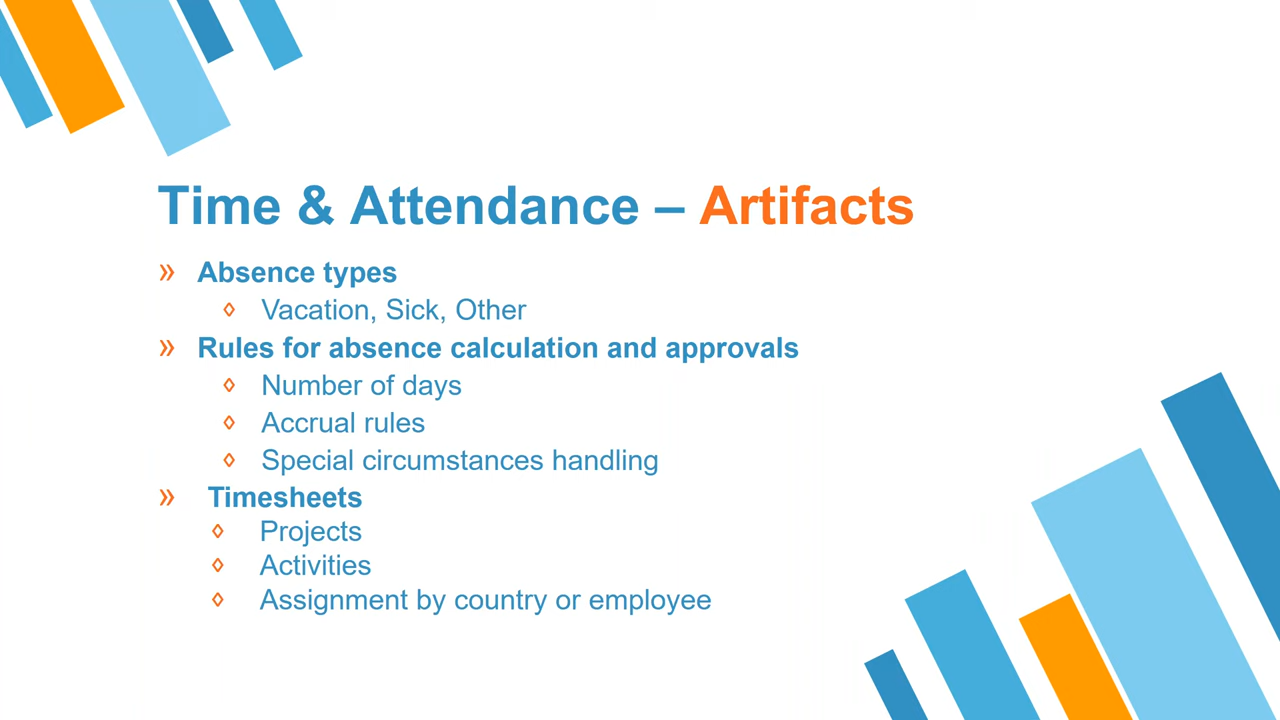 Time & Attendance – Artifacts
» Absence types
◊ Vacation, Sick, Other
» Rules for absence calculation and approvals
◊ Number of days
◊ Accrual rules
◊ Special circumstances handling
» Timesheets
◊ Projects
◊ Activities
◊ Assignment by country or employee